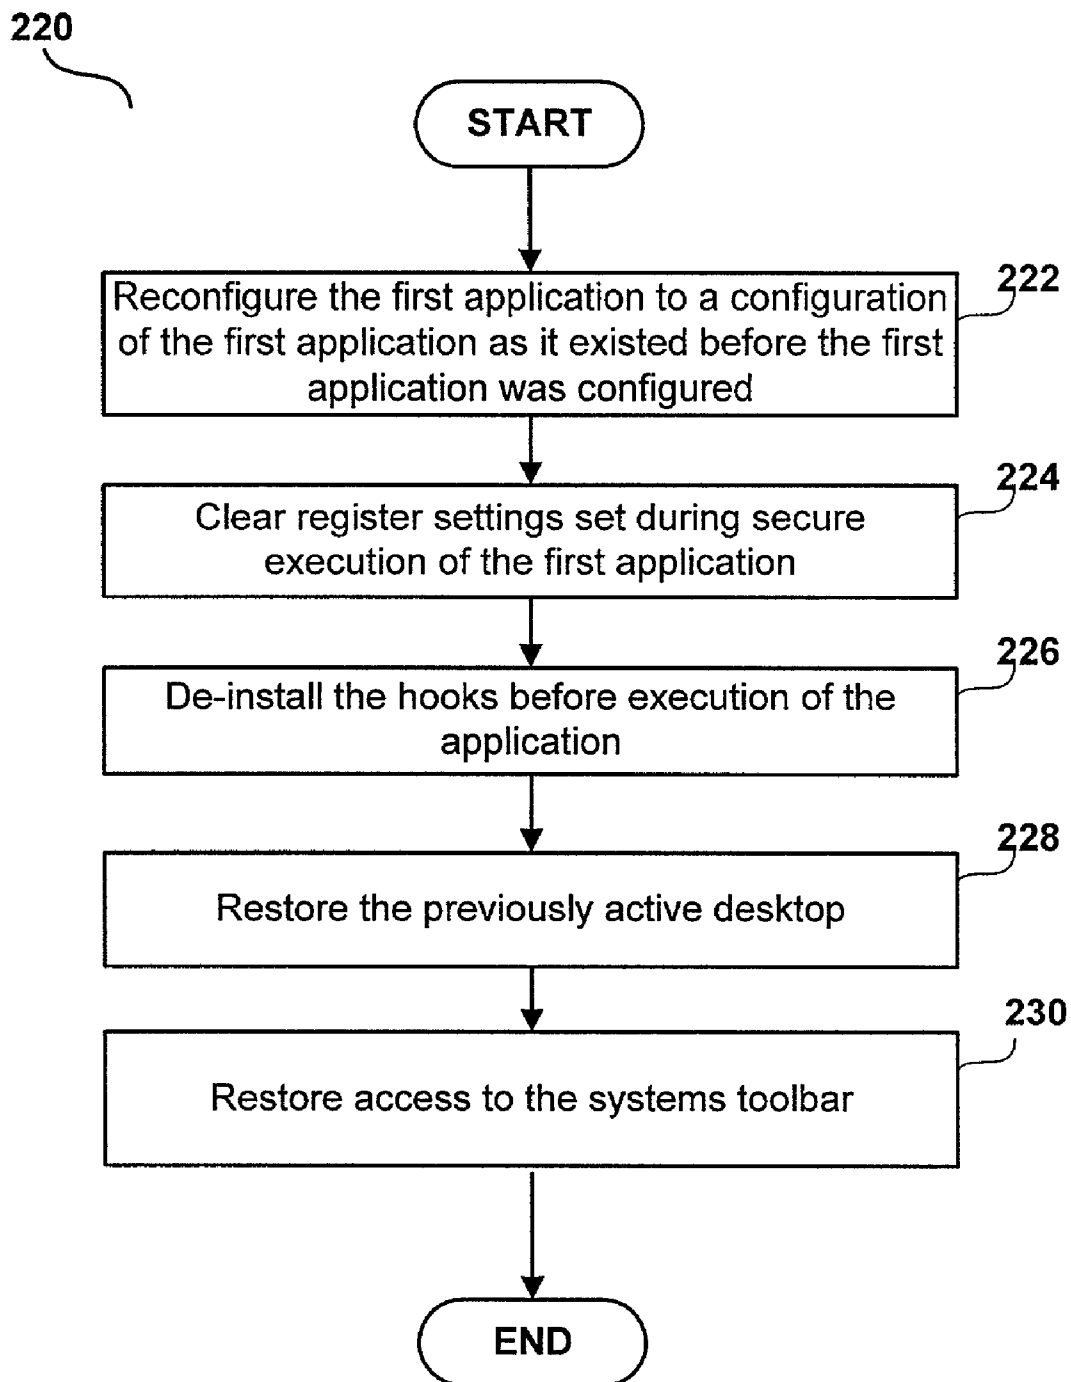 220
START
222
Reconfigure the first application to a configuration
of the first application as it existed before the first
application was configured
224
Clear register settings set during secure
execution of the first application
226
De-install the hooks before execution of the
application
228
Restore the previously active desktop
230
Restore access to the systems toolbar
END